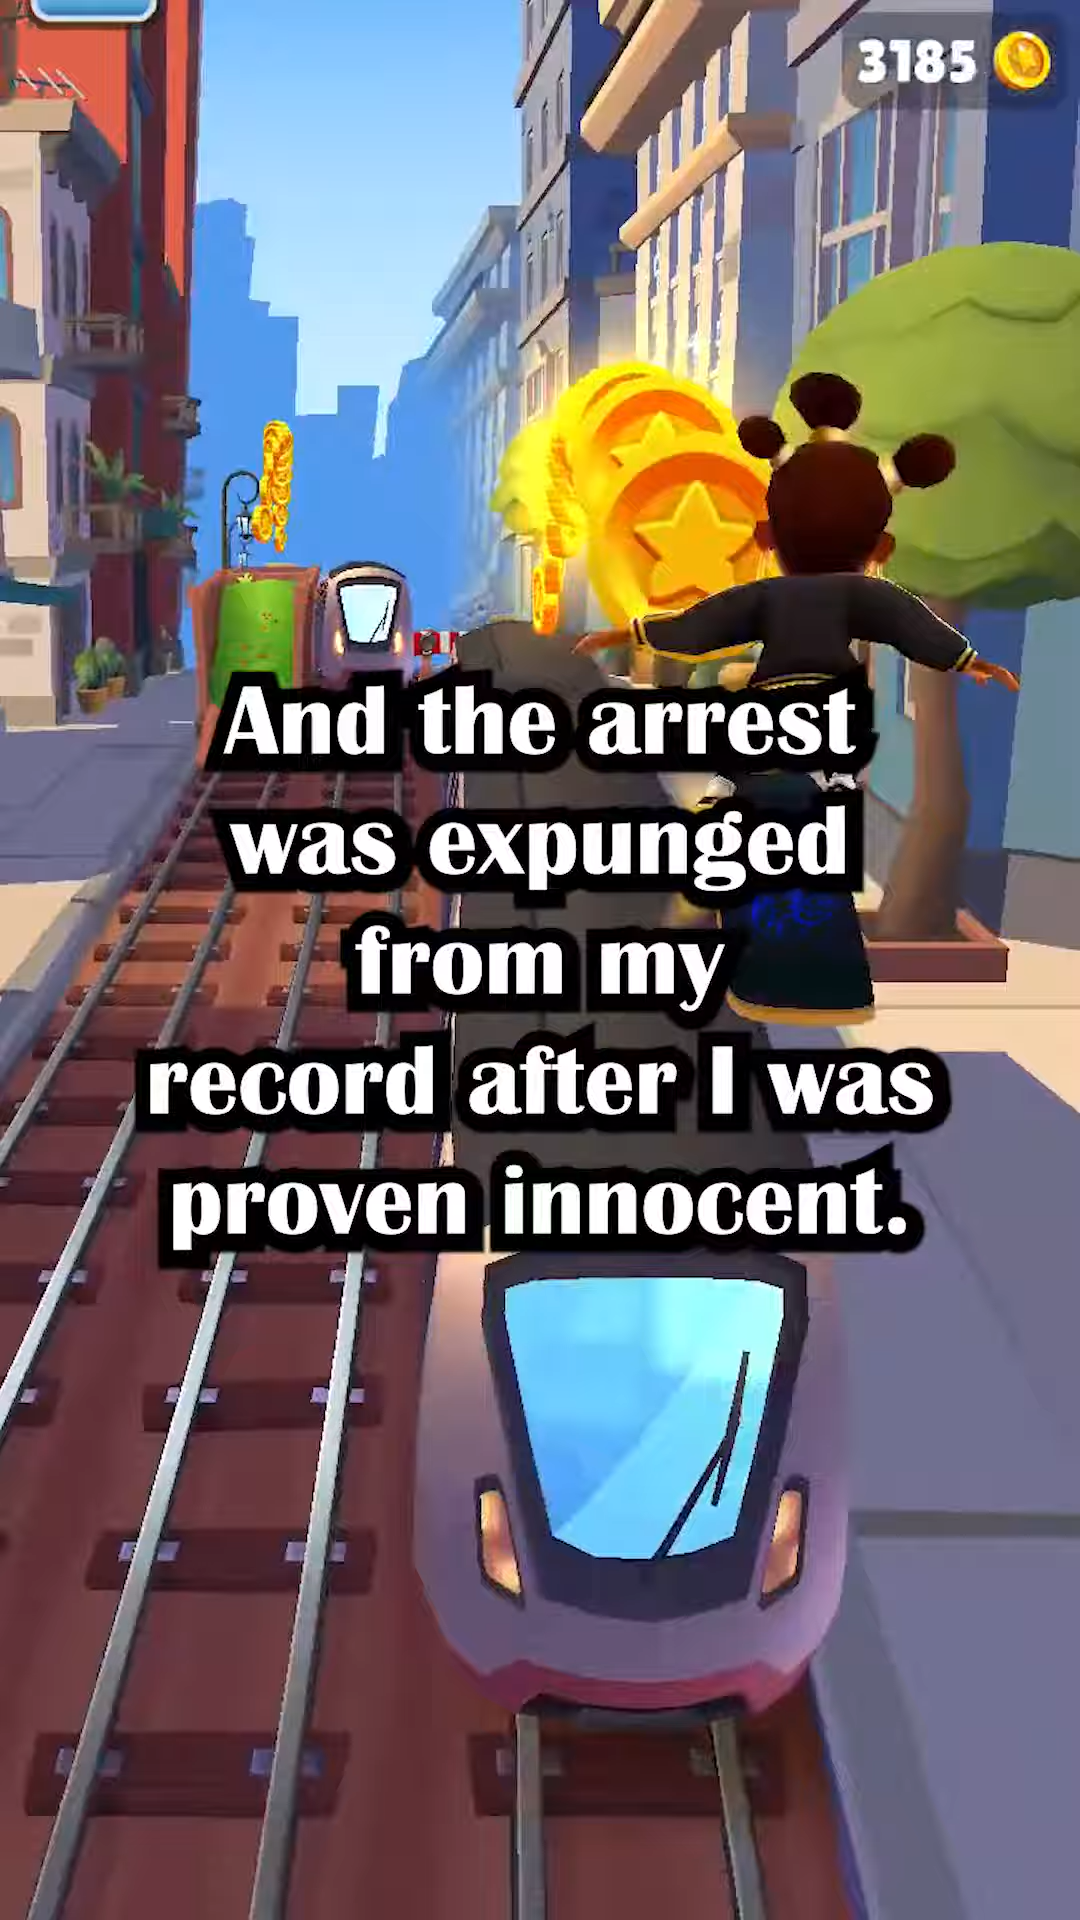 3185
And the arrest
was expunged
from my
record after I was
proven innocent.